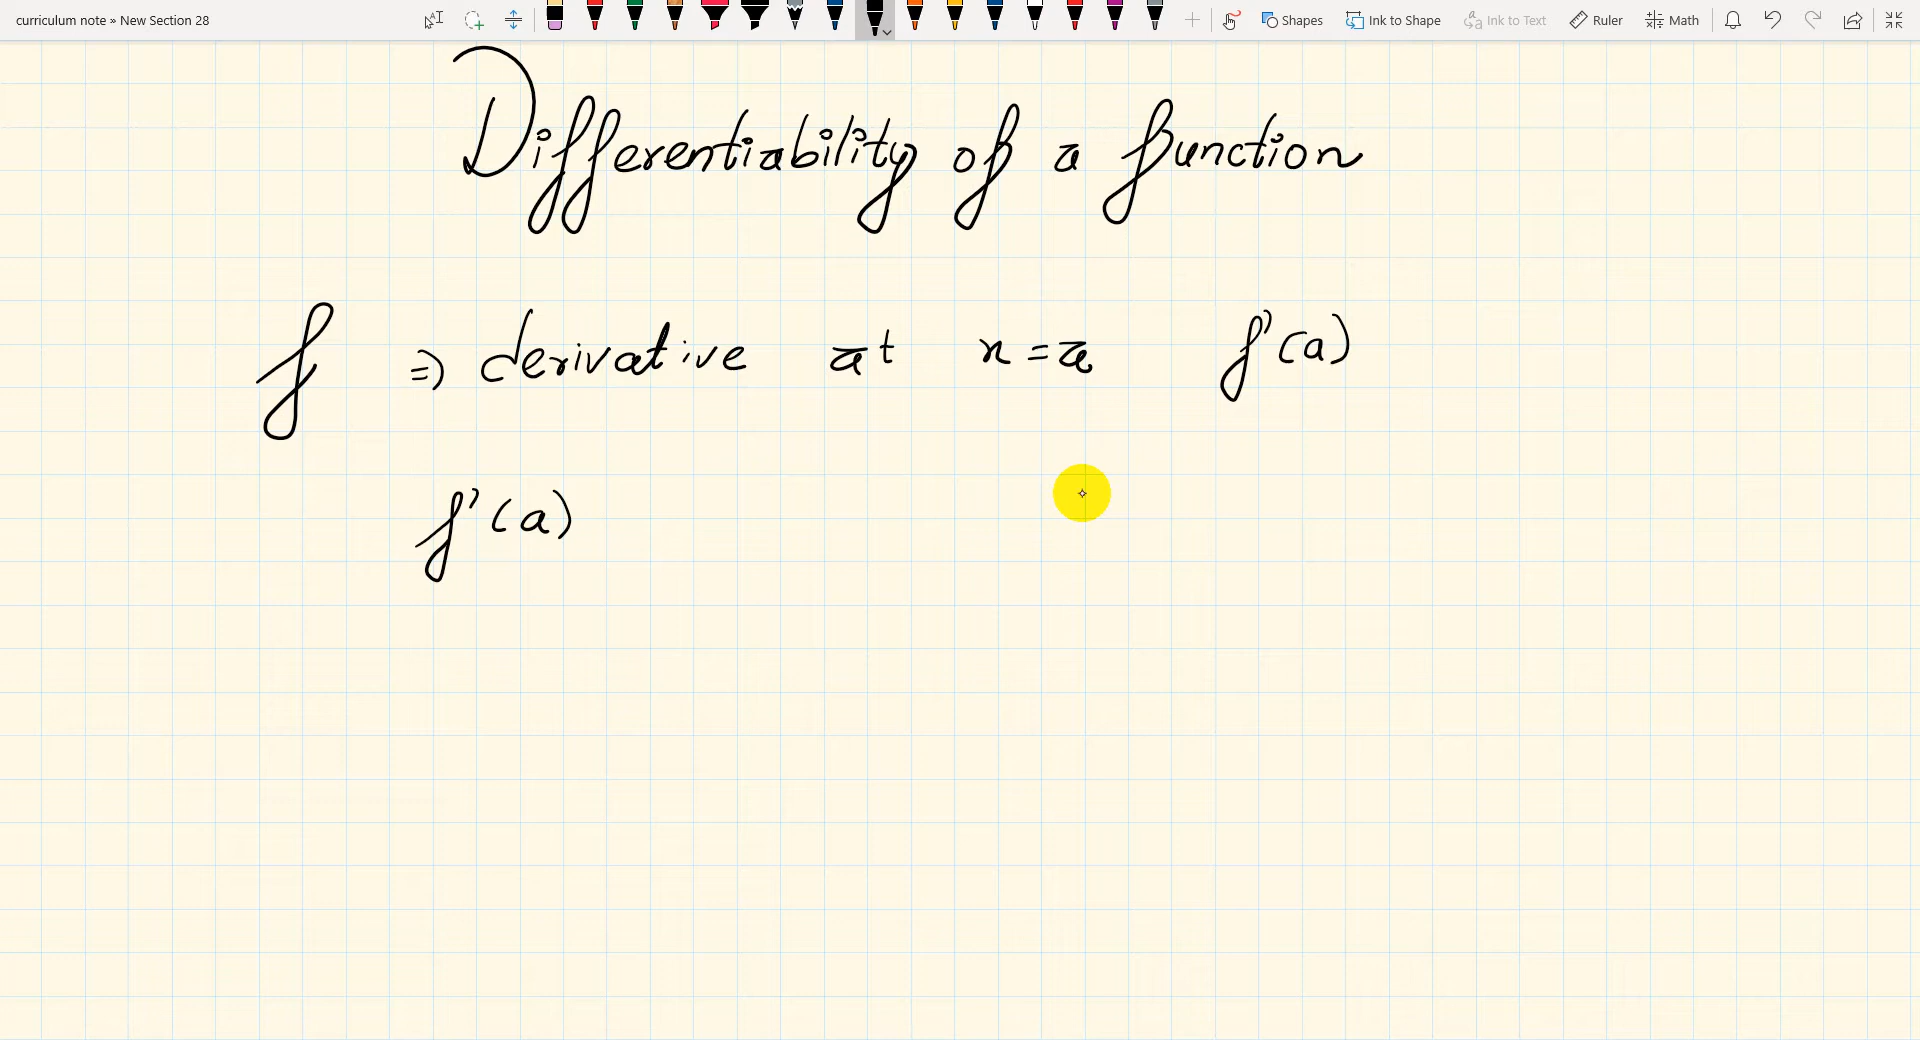 curriculum note » New Section 28 Shapes Ink to Shape Ink to Text Ruler Math
Differentiability of a function
f ⇒ derivative at x = a f'(a)
f'(a)